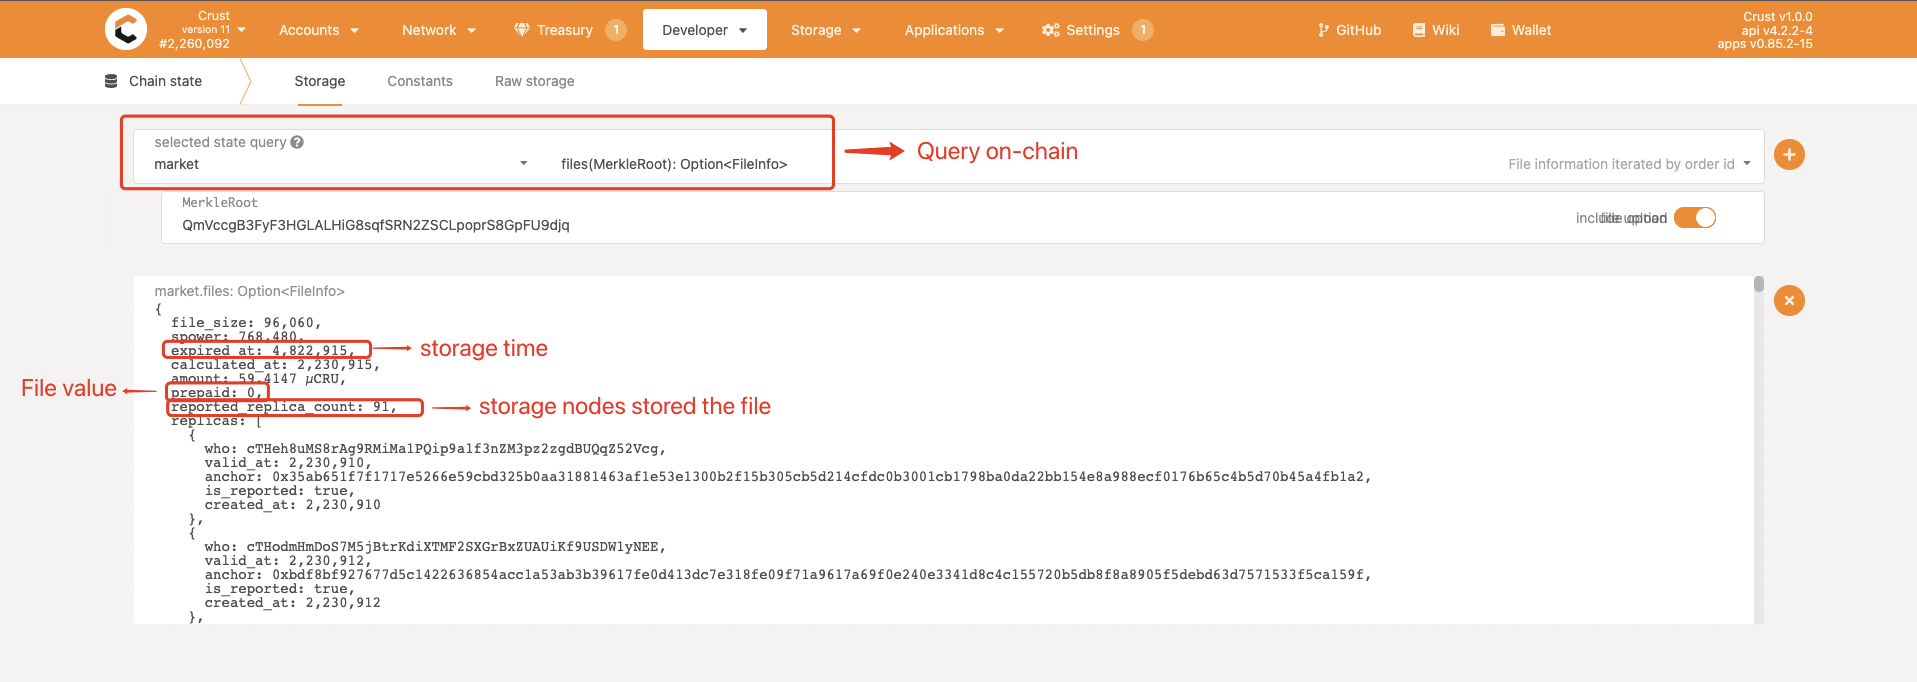 Crust
version 11
#2,260,092
Accounts
Network
Treasury 1
Developer
Storage
Applications
Settings 1
GitHub
Wiki
Wallet
Crust v1.0.0
api v4.2.2-4
apps v0.85.2-15
Chain state
Storage
Constants
Raw storage
selected state query
market
files(MerkleRoot): Option<FileInfo>
Query on-chain
File information iterated by order id
MerkleRoot
QmVccgB3FyF3HGLALHiG8sqfSRN2ZSCLpoprS8GpFU9djq
include option
file upload
market.files: Option<FileInfo>
{
file_size: 96,060,
spower: 768,480,
expired_at: 4,822,915,
storage time
calculated_at: 2,230,915,
amount: 59.4147 µCRU,
File value
prepaid: 0,
reported_replica_count: 91,
storage nodes stored the file
replicas: [
{
who: cTHeh8uMS8rAg9RMiMa1PQip9a1f3nZM3pz2zgdBUQqZ52Vcg,
valid_at: 2,230,910,
anchor: 0x35ab651f7f1717e5266e59cbd325b0aa31881463af1e53e1300b2f15b305cb5d214cfdc0b3001cb1798ba0da22bb154e8a988ecf0176b65c4b5d70b45a4fb1a2,
is_reported: true,
created_at: 2,230,910
},
{
who: cTHodmHmDoS7M5jBtrKdiXTMF2SXGrBxZUAUiKf9USDW1yNEE,
valid_at: 2,230,912,
anchor: 0xbdf8bf927677d5c1422636854acc1a53ab3b39617fe0d413dc7e318fe09f71a9617a69f0e240e3341d8c4c155720b5db8f8a8905f5debd63d7571533f5ca159f,
is_reported: true,
created_at: 2,230,912
},